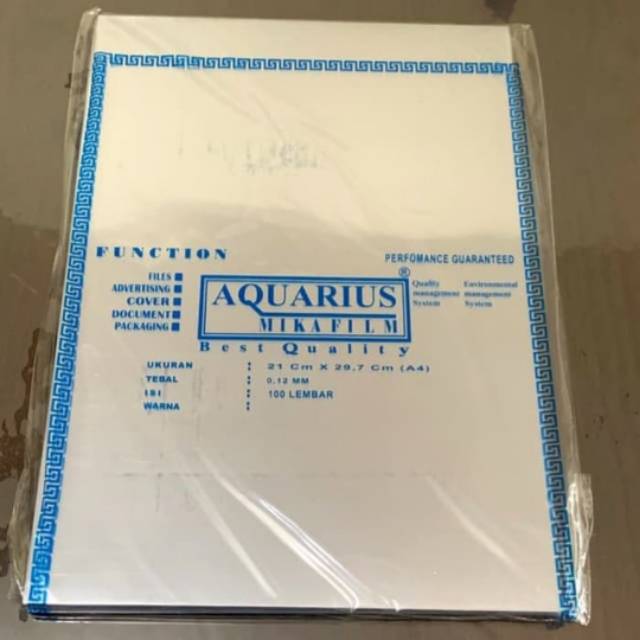 FUNCTION
PERFOMANCE GUARANTEED
FILES
ADVERTISING
COVER
DOCUMENT
PACKAGING
AQUARIUS ®
MIKAFILM
Best Quality
Quality management System
Environmental management System
UKURAN : 21 Cm X 29,7 Cm (A4)
TEBAL : 0.12 MM
ISI : 100 LEMBAR
WARNA :